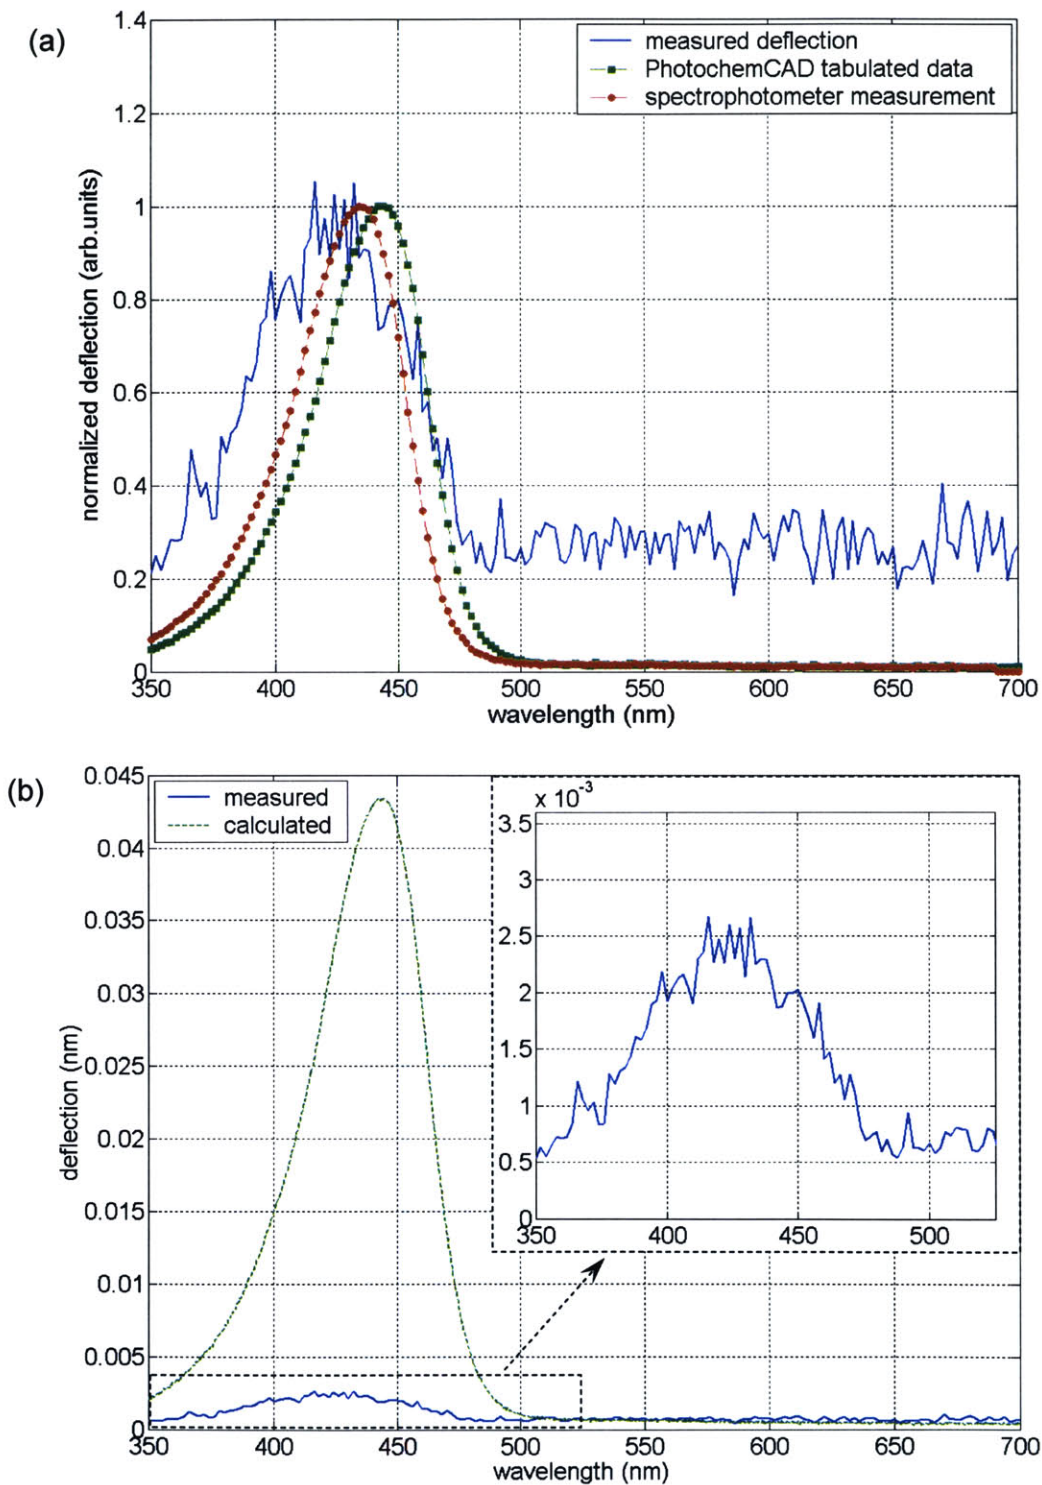 (a)
measured deflection
PhotochemCAD tabulated data
spectrophotometer measurement
normalized deflection (arb.units)
1.4
1.2
1
0.8
0.6
0.4
0.2
0
350 400 450 500 550 600 650 700
wavelength (nm)
(b)
measured
calculated
deflection (nm)
0.045
0.04
0.035
0.03
0.025
0.02
0.015
0.01
0.005
0
x 10-3
3.5
3
2.5
2
1.5
1
0.5
0
350 400 450 500
350 400 450 500 550 600 650 700
wavelength (nm)